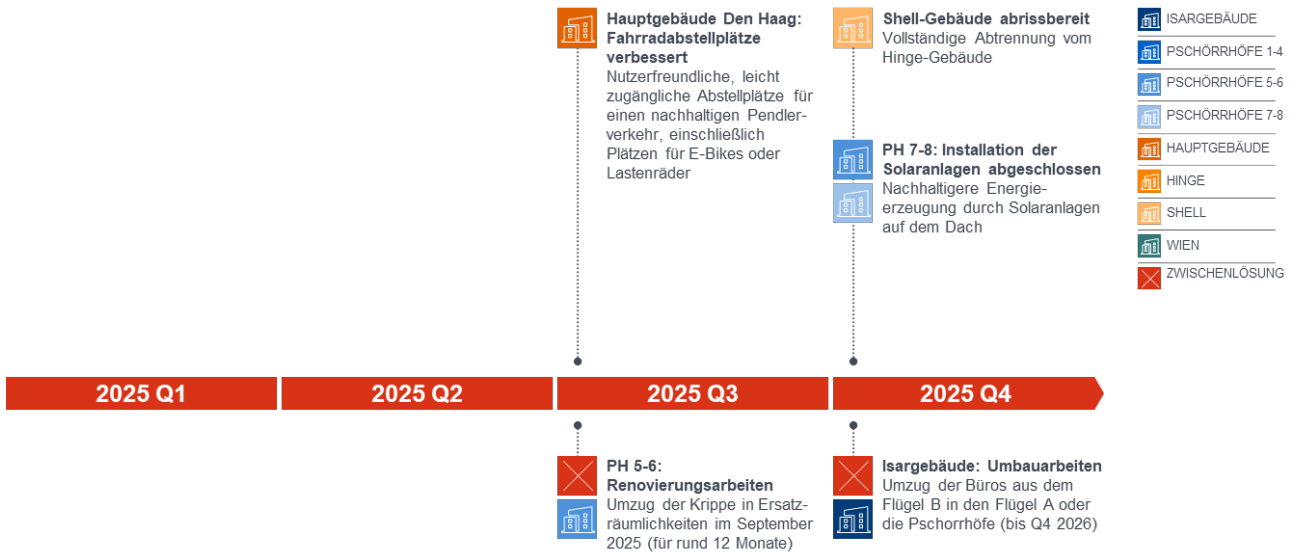 Hauptgebäude Den Haag:
Fahrradabstellplätze
verbessert
Nutzerfreundliche, leicht
zugängliche Abstellplätze für
einen nachhaltigen Pendler-
verkehr, einschließlich
Plätzen für E-Bikes oder
Lastenräder
Shell-Gebäude abrissbereit
Vollständige Abtrennung vom
Hinge-Gebäude
PH 7-8: Installation der
Solaranlagen abgeschlossen
Nachhaltigere Energie-
erzeugung durch Solaranlagen
auf dem Dach
ISARGEBÄUDE
PSCHÖRRHÖFE 1-4
PSCHÖRRHÖFE 5-6
PSCHÖRRHÖFE 7-8
HAUPTGEBÄUDE
HINGE
SHELL
WIEN
ZWISCHENLÖSUNG
2025 Q1
2025 Q2
2025 Q3
2025 Q4
PH 5-6:
Renovierungsarbeiten
Umzug der Krippe in Ersatz-
räumlichkeiten im September
2025 (für rund 12 Monate)
Isargebäude: Umbauarbeiten
Umzug der Büros aus dem
Flügel B in den Flügel A oder
die Pschorrhöfe (bis Q4 2026)